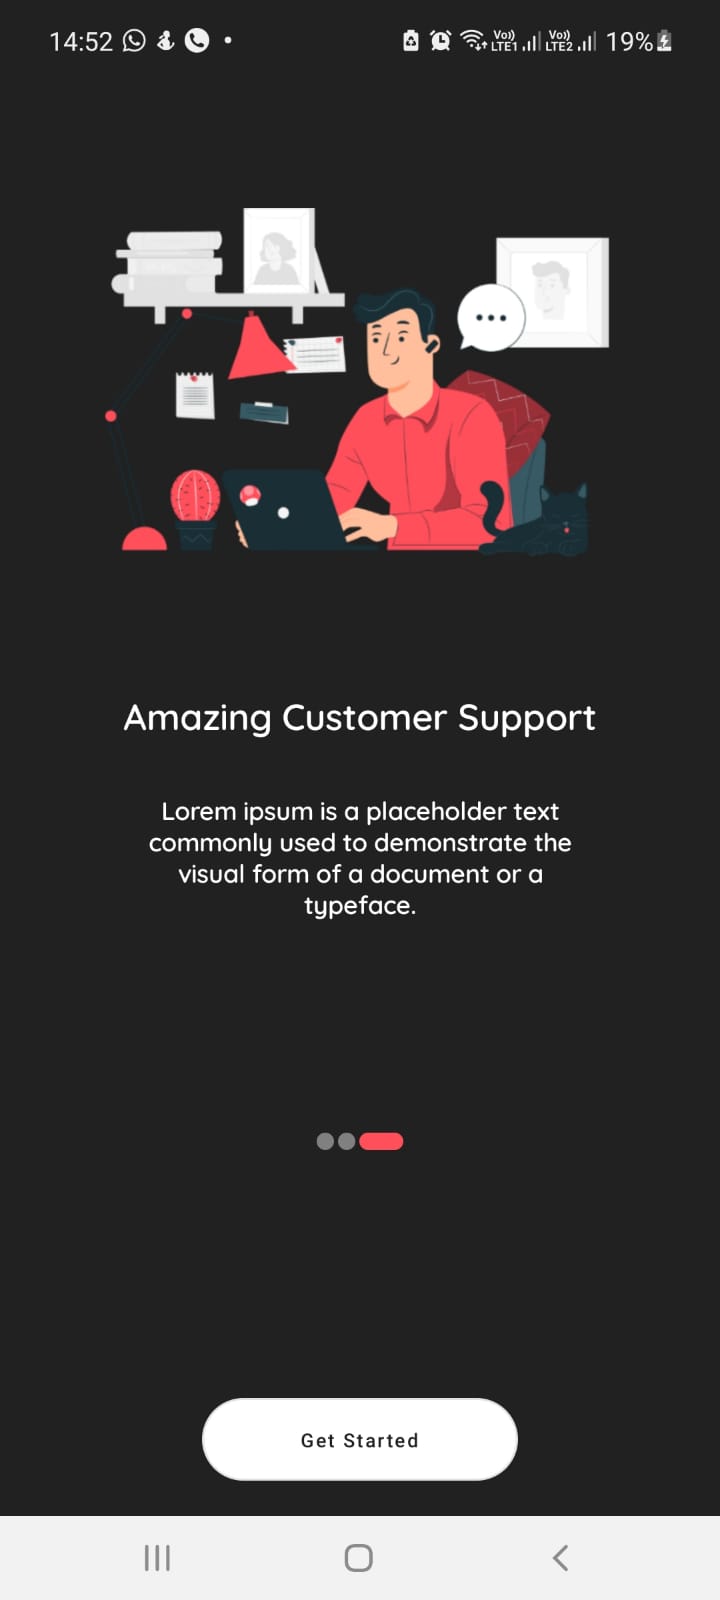 14:52
Vo)) LTE1 Vo)) LTE2 19%
Amazing Customer Support
Lorem ipsum is a placeholder text
commonly used to demonstrate the
visual form of a document or a
typeface.
Get Started